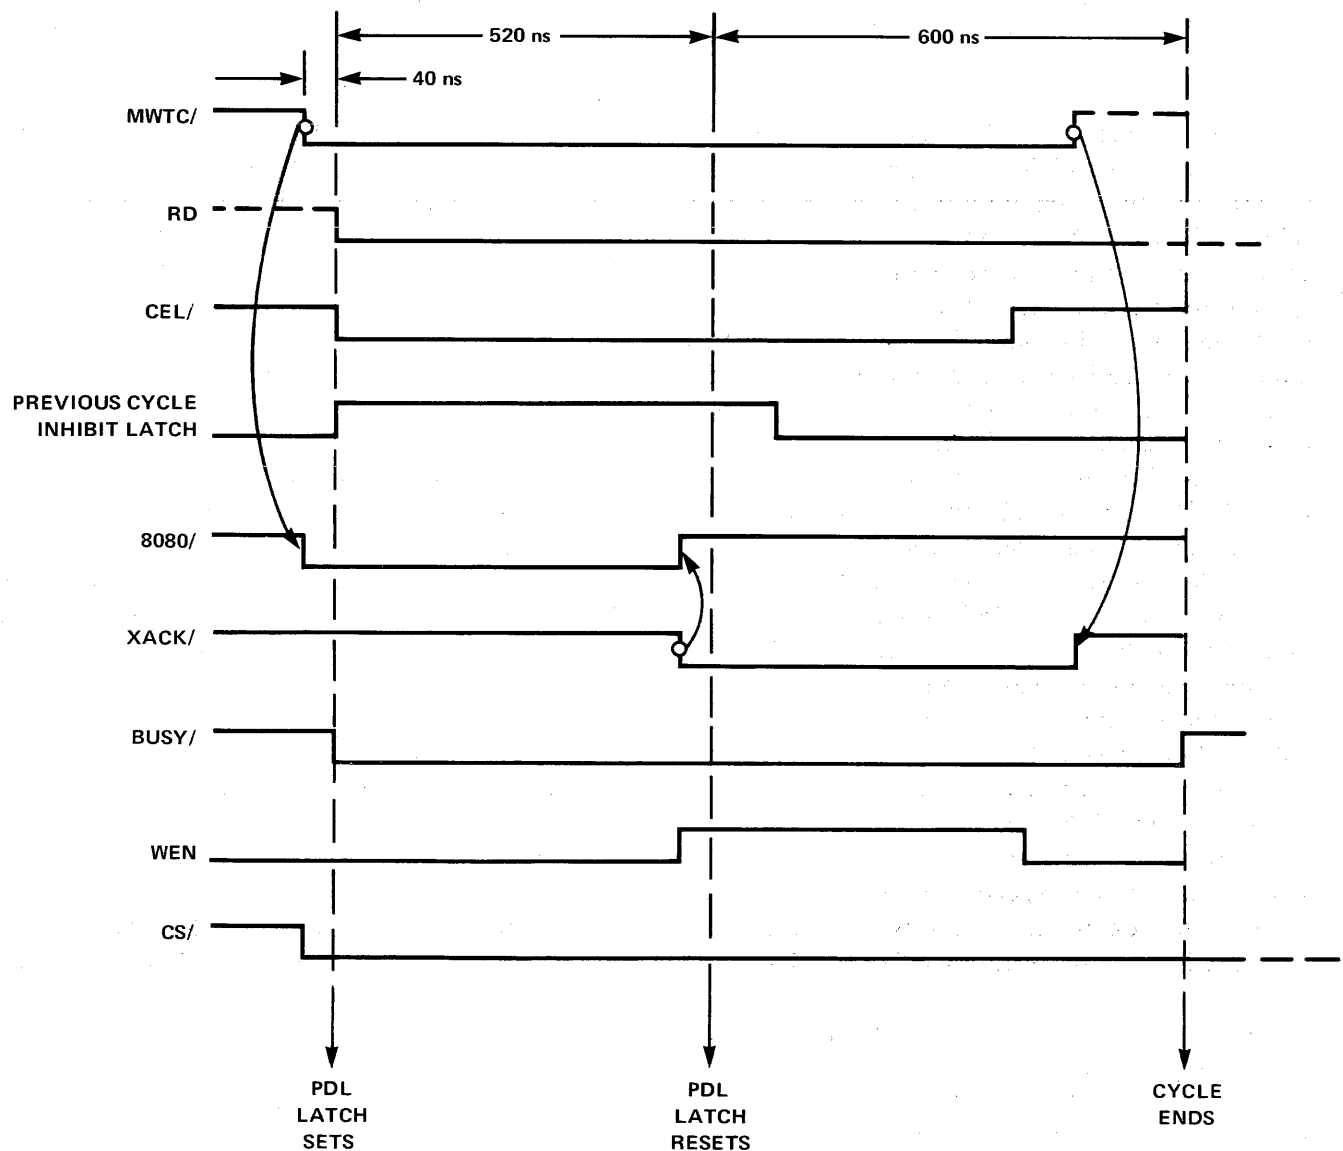 520 ns
600 ns
40 ns
MWTC/
RD
CEL/
PREVIOUS CYCLE
INHIBIT LATCH
8080/
XACK/
BUSY/
WEN
CS/
PDL
LATCH
SETS
PDL
LATCH
RESETS
CYCLE
ENDS